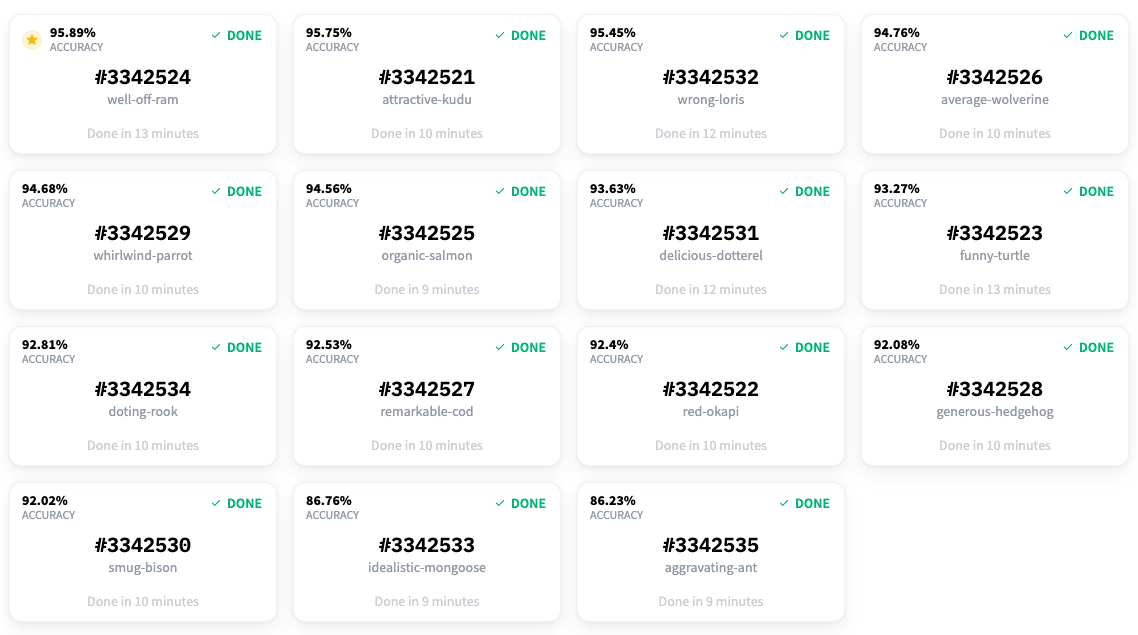 95.89%
ACCURACY
DONE
#3342524
well-off-ram
Done in 13 minutes
95.75%
ACCURACY
DONE
#3342521
attractive-kudu
Done in 10 minutes
95.45%
ACCURACY
DONE
#3342532
wrong-loris
Done in 12 minutes
94.76%
ACCURACY
DONE
#3342526
average-wolverine
Done in 10 minutes
94.68%
ACCURACY
DONE
#3342529
whirlwind-parrot
Done in 10 minutes
94.56%
ACCURACY
DONE
#3342525
organic-salmon
Done in 9 minutes
93.63%
ACCURACY
DONE
#3342531
delicious-dotterel
Done in 12 minutes
93.27%
ACCURACY
DONE
#3342523
funny-turtle
Done in 13 minutes
92.81%
ACCURACY
DONE
#3342534
doting-rook
Done in 10 minutes
92.53%
ACCURACY
DONE
#3342527
remarkable-cod
Done in 10 minutes
92.4%
ACCURACY
DONE
#3342522
red-okapi
Done in 10 minutes
92.08%
ACCURACY
DONE
#3342528
generous-hedgehog
Done in 10 minutes
92.02%
ACCURACY
DONE
#3342530
smug-bison
Done in 10 minutes
86.76%
ACCURACY
DONE
#3342533
idealistic-mongoose
Done in 9 minutes
86.23%
ACCURACY
DONE
#3342535
aggravating-ant
Done in 9 minutes